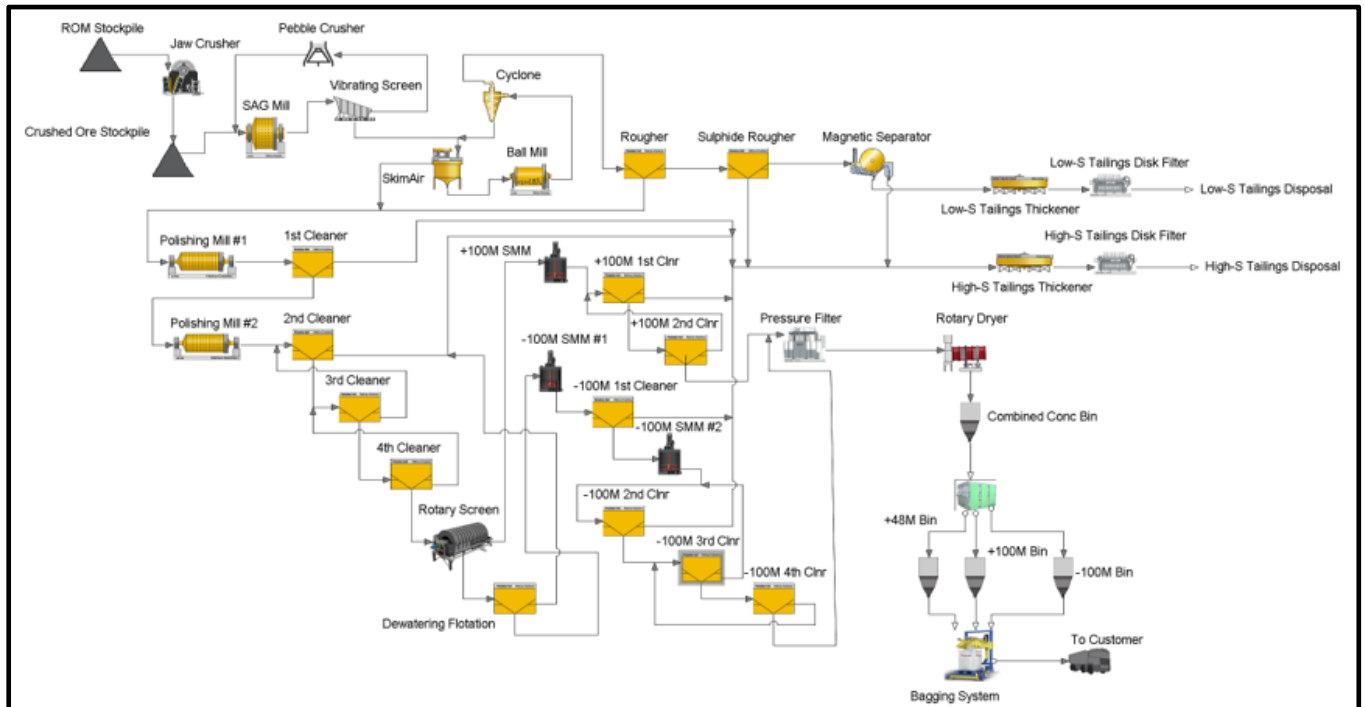 ROM Stockpile
Pebble Crusher
Jaw Crusher
Cyclone
Vibrating Screen
SAG Mill
Crushed Ore Stockpile
Rougher
Sulphide Rougher
Magnetic Separator
Ball Mill
SkimAir
Low-S Tailings Disk Filter
Low-S Tailings Disposal
Low-S Tailings Thickener
Polishing Mill #1
1st Cleaner
+100M SMM
+100M 1st Clnr
High-S Tailings Disk Filter
High-S Tailings Disposal
High-S Tailings Thickener
Polishing Mill #2
2nd Cleaner
+100M 2nd Clnr
Pressure Filter
Rotary Dryer
-100M SMM #1
3rd Cleaner
-100M 1st Cleaner
Combined Conc Bin
-100M SMM #2
4th Cleaner
-100M 2nd Clnr
Rotary Screen
+48M Bin
-100M 3rd Clnr
+100M Bin
-100M 4th Clnr
-100M Bin
Dewatering Flotation
To Customer
Bagging System